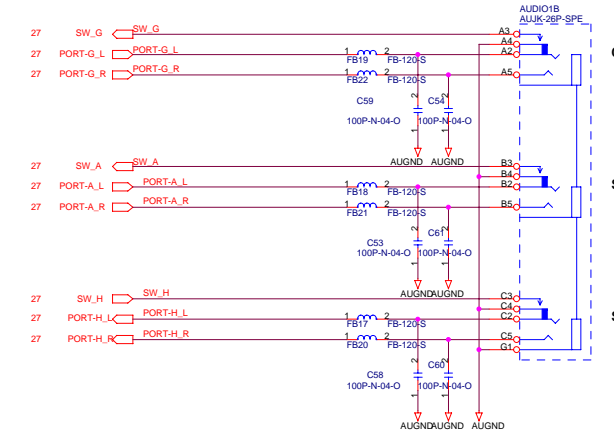 AUDIO1B
AUJK-26P-SPE
27 SW_G SW_G A3
A4
27 PORT-G_L PORT-G_L 1 2 A2
FB19 FB-120-S
27 PORT-G_R PORT-G_R 1 2 A5
FB22 FB-120-S
2 2
C59 C54
100P-N-04-O 100P-N-04-O
1 1
AUGND AUGND
27 SW_A SW_A B3
B4
27 PORT-A_L PORT-A_L 1 2 B2
FB18 FB-120-S
27 PORT-A_R PORT-A_R 1 2 B5
FB21 FB-120-S
2 2
C53 C61
100P-N-04-O 100P-N-04-O
1 1
AUGND AUGND
27 SW_H SW_H C3
C4
27 PORT-H_L PORT-H_L 1 2 C2
FB17 FB-120-S
27 PORT-H_R PORT-H_R 1 2 C5
FB20 FB-120-S G1
2 2
C58 C60
100P-N-04-O 100P-N-04-O
1 1
AUGND AUGND AUGND